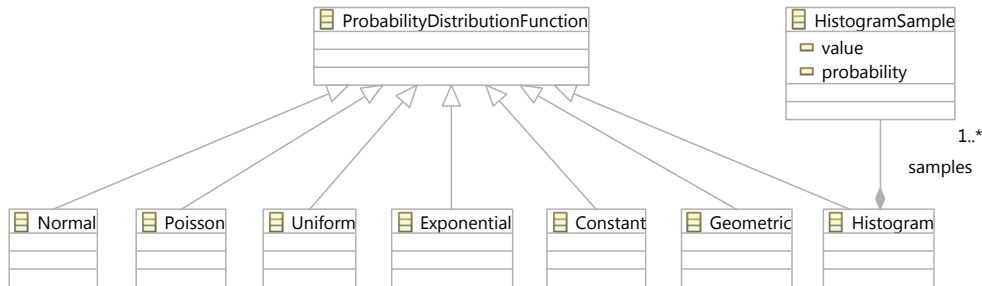 ProbabilityDistributionFunction
HistogramSample
value
probability
1..*
samples
Normal
Poisson
Uniform
Exponential
Constant
Geometric
Histogram